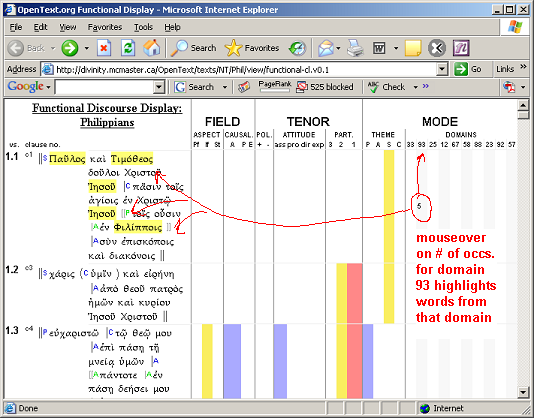 OpenText.org Functional Display - Microsoft Internet Explorer
File Edit View Favorites Tools Help
Back Search Favorites
Address http://divinity.mcmaster.ca/OpenText/texts/NT/Phil/view/functional-cl.v0.1 Go Links »
Google Search PageRank 525 blocked Check »
Functional Discourse Display:
Philippians
FIELD TENOR MODE
ASPECT CAUSAL. POL. ATTITUDE PART. THEME DOMAINS
vs. clause no. Pf If St A P E + - ass pro dir exp 3 2 1 P A S C 33 93 25 1 12 53 10 23 92 57
1.1 c1 ||S Παῦλος καὶ Τιμόθεος
δοῦλοι Χριστοῦ
Ἰησοῦ |C πᾶσιν τοῖς
ἁγίοις ἐν Χριστῷ
Ἰησοῦ [[P τοῖς οὖσιν
|A ἐν Φιλίπποις ]]
|A σὺν ἐπισκόποις
καὶ διακόνοις ||
5
mouseover
on # of occs.
for domain
93 highlights
words from
that domain
1.2 c3 ||S χάρις (C ὑμῖν ) καὶ εἰρήνη
|A ἀπὸ θεοῦ πατρὸς
ἡμῶν καὶ κυρίου
Ἰησοῦ Χριστοῦ ||
1.3 c4 ||P εὐχαριστῶ |C τῷ θεῷ μου
|A ἐπὶ πάσῃ τῇ
μνείᾳ ὑμῶν |A
[[A πάντοτε |A ἐν
πάσῃ δεήσει μου
Internet